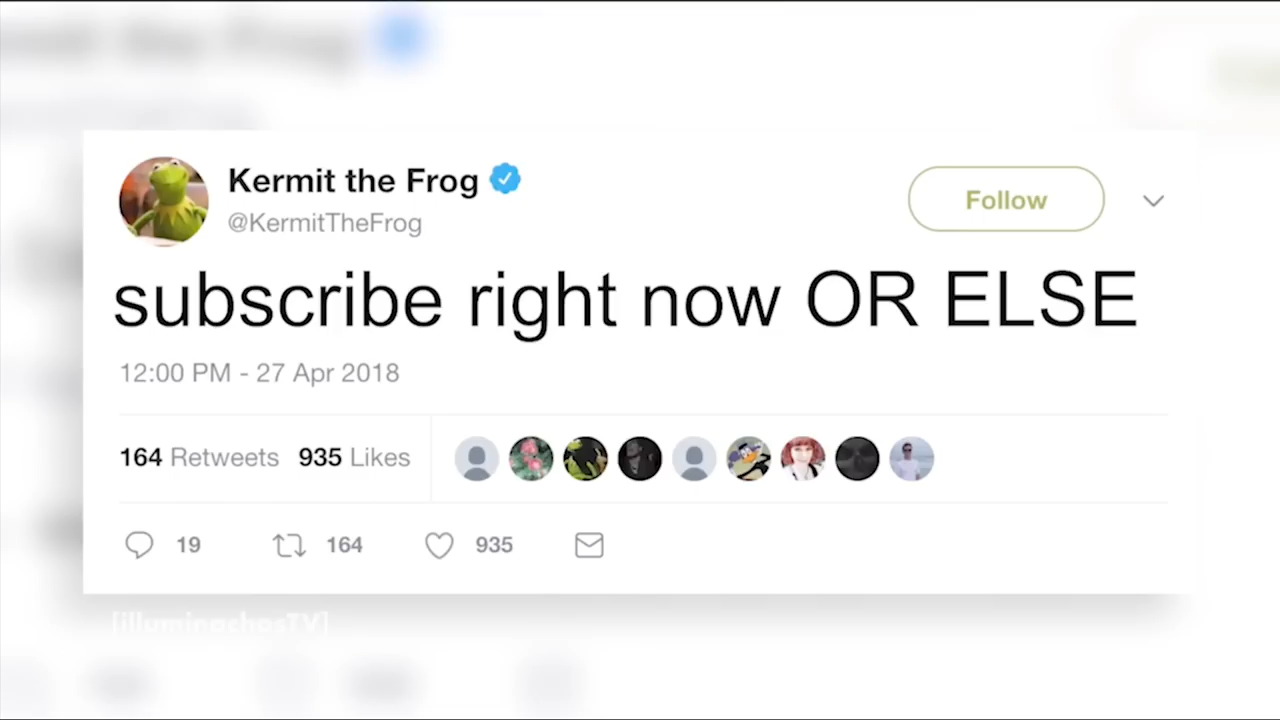 Kermit the Frog
@KermitTheFrog
Follow
subscribe right now OR ELSE
12:00 PM - 27 Apr 2018
164 Retweets 935 Likes
19 164 935
[illuminachosTV]